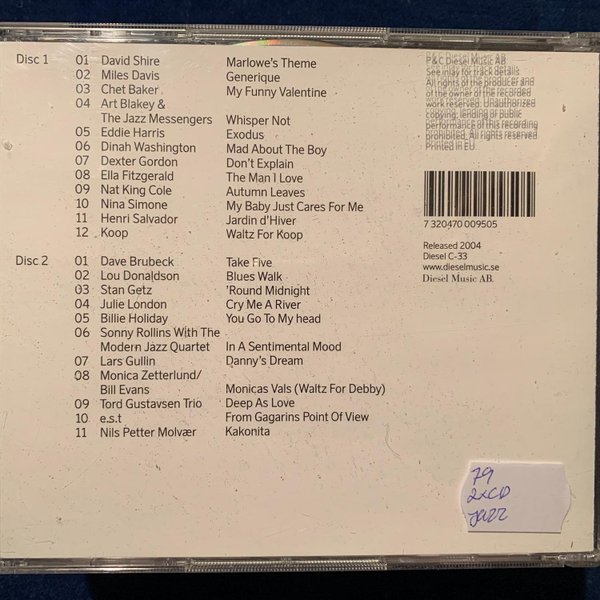 Disc 1 01 David Shire Marlowe's Theme
02 Miles Davis Generique
03 Chet Baker My Funny Valentine
04 Art Blakey &
The Jazz Messengers Whisper Not
05 Eddie Harris Exodus
06 Dinah Washington Mad About The Boy
07 Dexter Gordon Don't Explain
08 Ella Fitzgerald The Man I Love
09 Nat King Cole Autumn Leaves
10 Nina Simone My Baby Just Cares For Me
11 Henri Salvador Jardin d'Hiver
12 Koop Waltz For Koop
Disc 2 01 Dave Brubeck Take Five
02 Lou Donaldson Blues Walk
03 Stan Getz 'Round Midnight
04 Julie London Cry Me A River
05 Billie Holiday You Go To My head
06 Sonny Rollins With The
Modern Jazz Quartet In A Sentimental Mood
07 Lars Gullin Danny's Dream
08 Monica Zetterlund/
Bill Evans Monicas Vals (Waltz For Debby)
09 Tord Gustavsen Trio Deep As Love
10 e.s.t From Gagarins Point Of View
11 Nils Petter Molvær Kakonita
P&C Diesel Music AB
See inlay for track details
All rights of the producer and
of the owner of the recorded
work reserved. Unauthorized
copying, lending or public
performance of this recording
prohibited. All rights reserved
Printed in EU.
7 320470 009505
Released 2004
Diesel C-33
www.dieselmusic.se
Diesel Music AB.
79
2xCD
Jazz